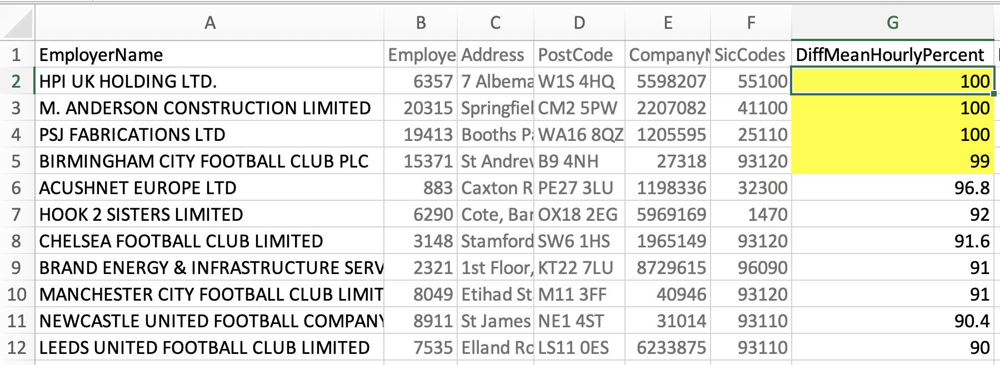 A B C D E F G
1 EmployerName Employe Address PostCode CompanyN SicCodes DiffMeanHourlyPercent
2 HPI UK HOLDING LTD. 6357 7 Albema W1S 4HQ 5598207 55100 100
3 M. ANDERSON CONSTRUCTION LIMITED 20315 Springfiel CM2 5PW 2207082 41100 100
4 PSJ FABRICATIONS LTD 19413 Booths Pa WA16 8QZ 1205595 25110 100
5 BIRMINGHAM CITY FOOTBALL CLUB PLC 15371 St Andrew B9 4NH 27318 93120 99
6 ACUSHNET EUROPE LTD 883 Caxton R PE27 3LU 1198336 32300 96.8
7 HOOK 2 SISTERS LIMITED 6290 Cote, Bar OX18 2EG 5969169 1470 92
8 CHELSEA FOOTBALL CLUB LIMITED 3148 Stamford SW6 1HS 1965149 93120 91.6
9 BRAND ENERGY & INFRASTRUCTURE SERV 2321 1st Floor, KT22 7LU 8729615 96090 91
10 MANCHESTER CITY FOOTBALL CLUB LIMIT 8049 Etihad St M11 3FF 40946 93120 91
11 NEWCASTLE UNITED FOOTBALL COMPANY 8911 St James NE1 4ST 31014 93110 90.4
12 LEEDS UNITED FOOTBALL CLUB LIMITED 7535 Elland Ro LS11 0ES 6233875 93110 90